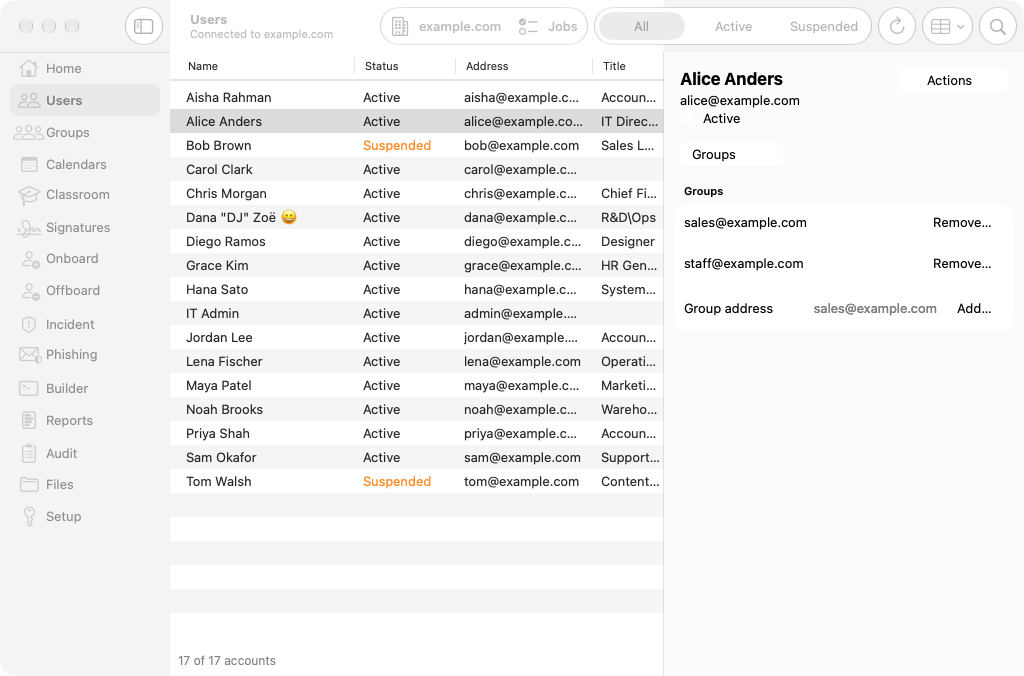 Users
Connected to example.com
example.com
Jobs
All
Active
Suspended
Home
Users
Groups
Calendars
Classroom
Signatures
Onboard
Offboard
Incident
Phishing
Builder
Reports
Audit
Files
Setup
Name Status Address Title
Aisha Rahman Active aisha@example.c... Accoun...
Alice Anders Active alice@example.co... IT Direc...
Bob Brown Suspended bob@example.com Sales L...
Carol Clark Active carol@example.c...
Chris Morgan Active chris@example.c... Chief Fi...
Dana "DJ" Zoë 😀 Active dana@example.c... R&D\Ops
Diego Ramos Active diego@example.c... Designer
Grace Kim Active grace@example.c... HR Gen...
Hana Sato Active hana@example.c... System...
IT Admin Active admin@example....
Jordan Lee Active jordan@example.... Accoun...
Lena Fischer Active lena@example.com Operati...
Maya Patel Active maya@example.c... Marketi...
Noah Brooks Active noah@example.c... Wareho...
Priya Shah Active priya@example.c... Accoun...
Sam Okafor Active sam@example.com Support...
Tom Walsh Suspended tom@example.com Content...
17 of 17 accounts
Alice Anders
Actions
alice@example.com
Active
Groups
Groups
sales@example.com Remove...
staff@example.com Remove...
Group address sales@example.com Add...